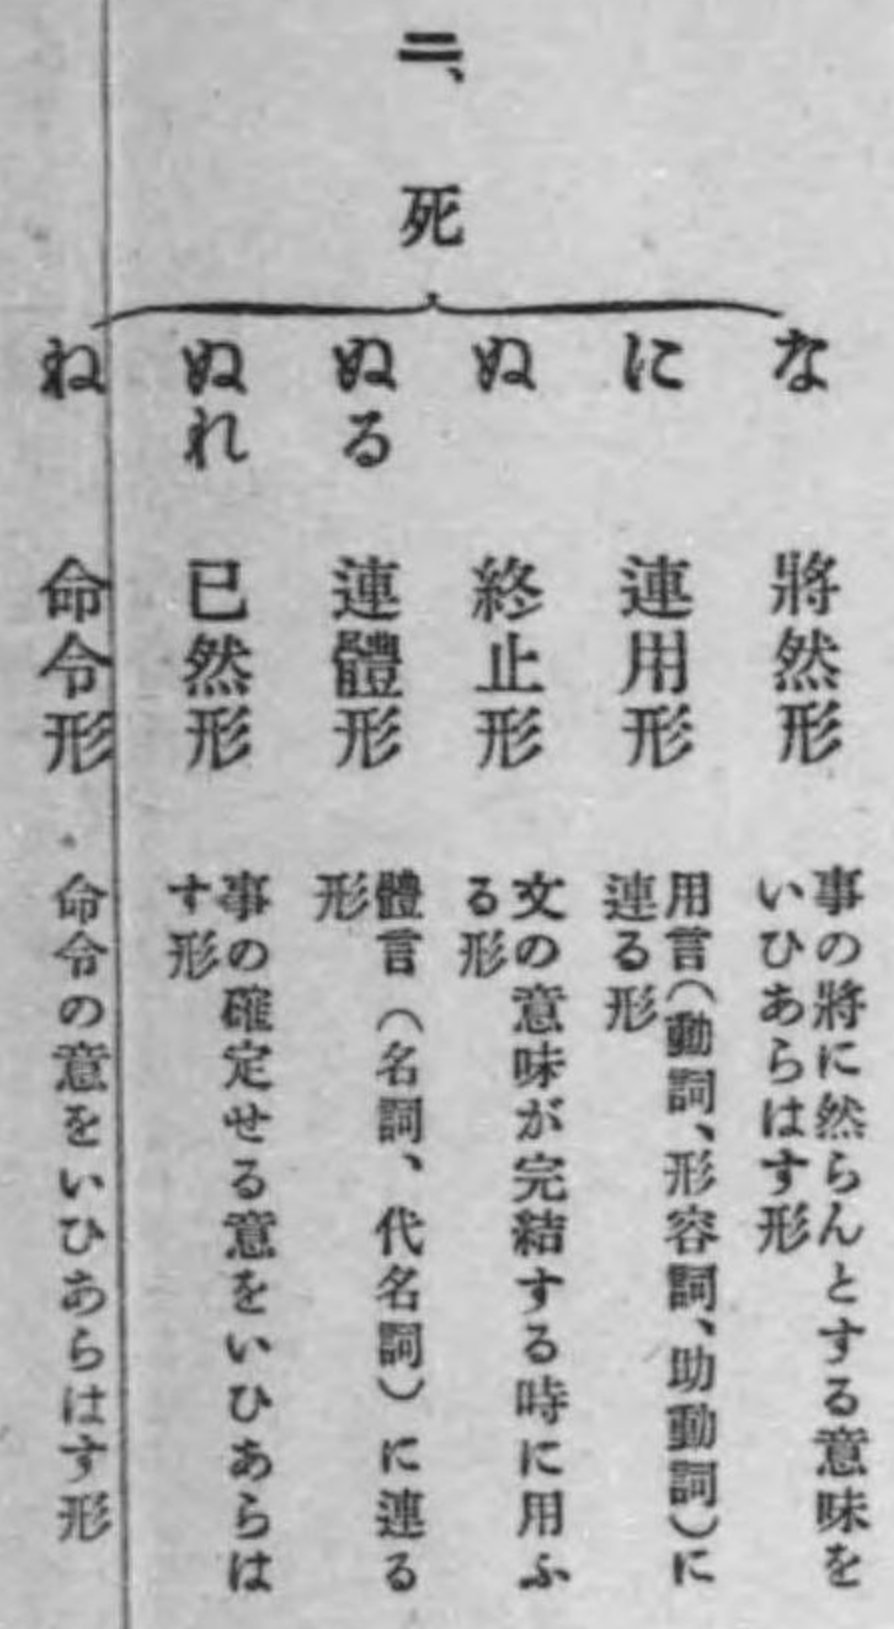 二、
死
な 將然形 事の將に然らんとする意味を
いひあらはす形
に 連用形 用言(動詞、形容詞、助動詞)に
連る形
ぬ 終止形 文の意味が完結する時に用ふ
る形
ぬる 連體形 體言(名詞、代名詞)に連る
形
ぬれ 已然形 事の確定せる意をいひあらは
す形
ね 命令形 命令の意をいひあらはす形